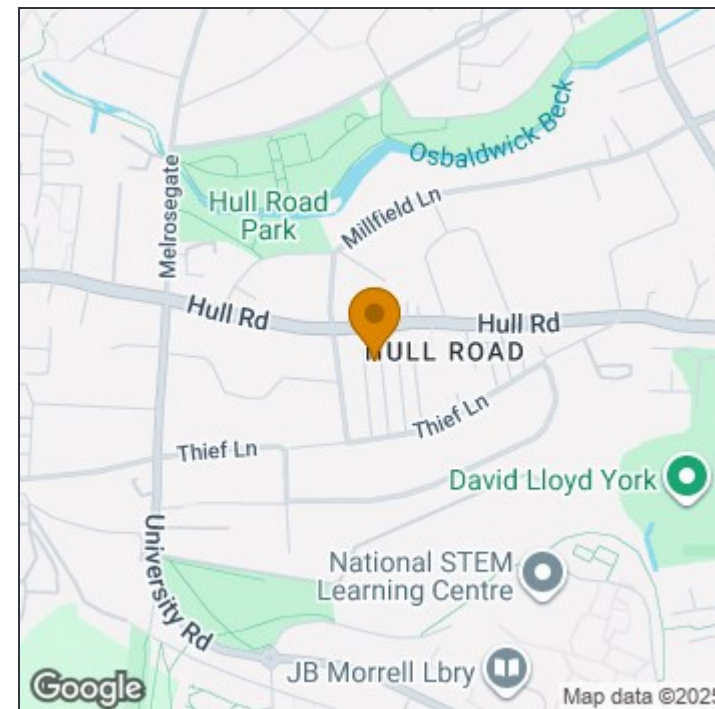 Osbaldwick Beck
Melrosegate
Hull Road
Park
Millfield Ln
Hull Rd
Hull Rd
HULL ROAD
Thief Ln
Thief Ln
David Lloyd York
University Rd
National STEM
Learning Centre
JB Morrell Lbry
Google
Map data ©2025